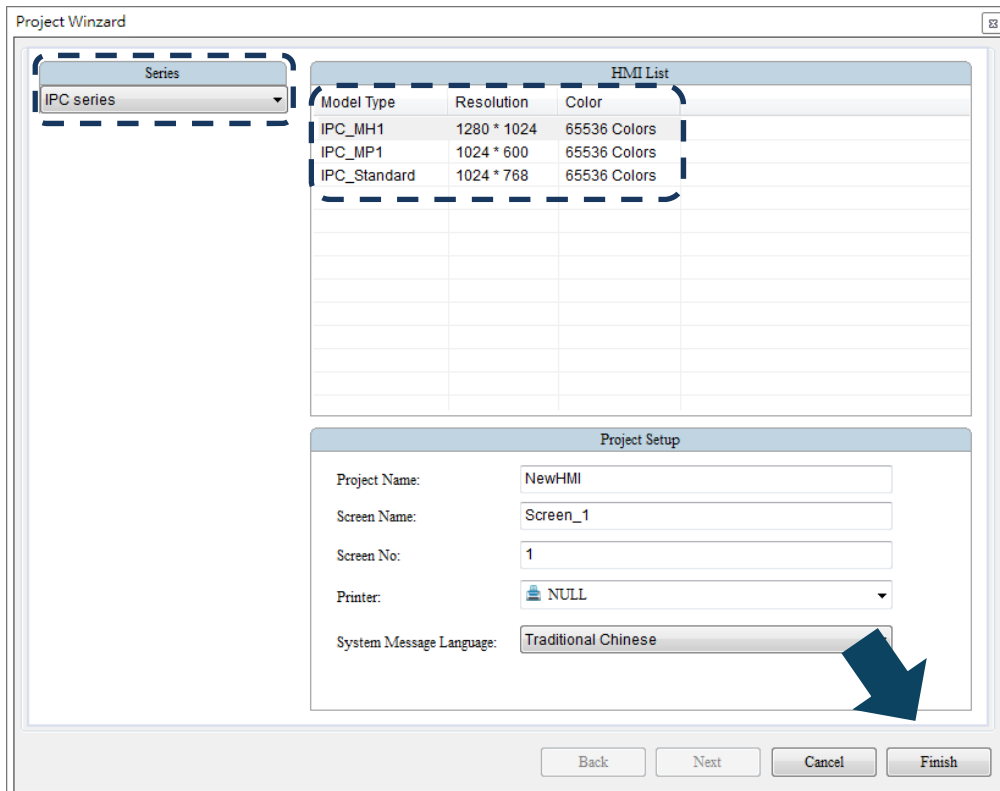 Project Winzard
Series
IPC series
HMI List
Model Type Resolution Color
IPC_MH1 1280 * 1024 65536 Colors
IPC_MP1 1024 * 600 65536 Colors
IPC_Standard 1024 * 768 65536 Colors
Project Setup
Project Name: NewHMI
Screen Name: Screen_1
Screen No: 1
Printer: NULL
System Message Language: Traditional Chinese
Back Next Cancel Finish